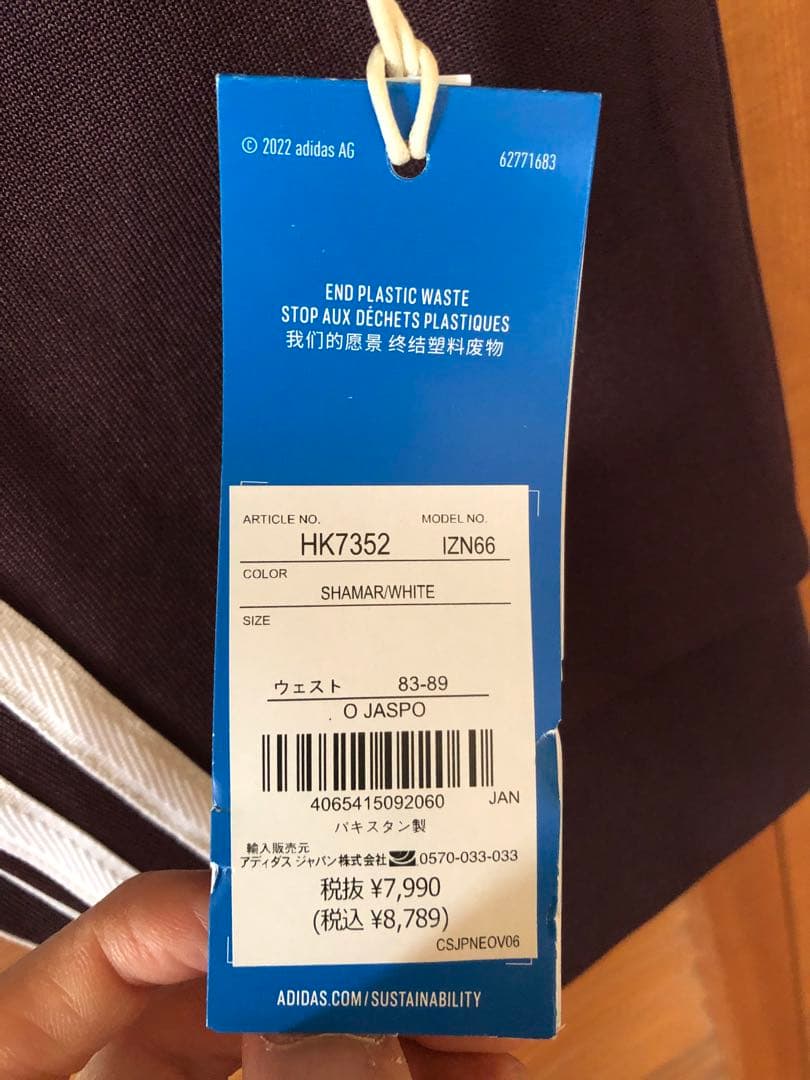 © 2022 adidas AG
62771683
END PLASTIC WASTE
STOP AUX DÉCHETS PLASTIQUES
我们的愿景 终结塑料废物
ARTICLE NO. MODEL NO.
HK7352 IZN66
COLOR
SHAMAR/WHITE
SIZE
ウェスト 83-89
O JASPO
4065415092060 JAN
パキスタン製
輸入販売元
アディダス ジャパン株式会社 0570-033-033
税抜 ¥7,990
(税込 ¥8,789)
CSJPNEOV06
ADIDAS.COM/SUSTAINABILITY